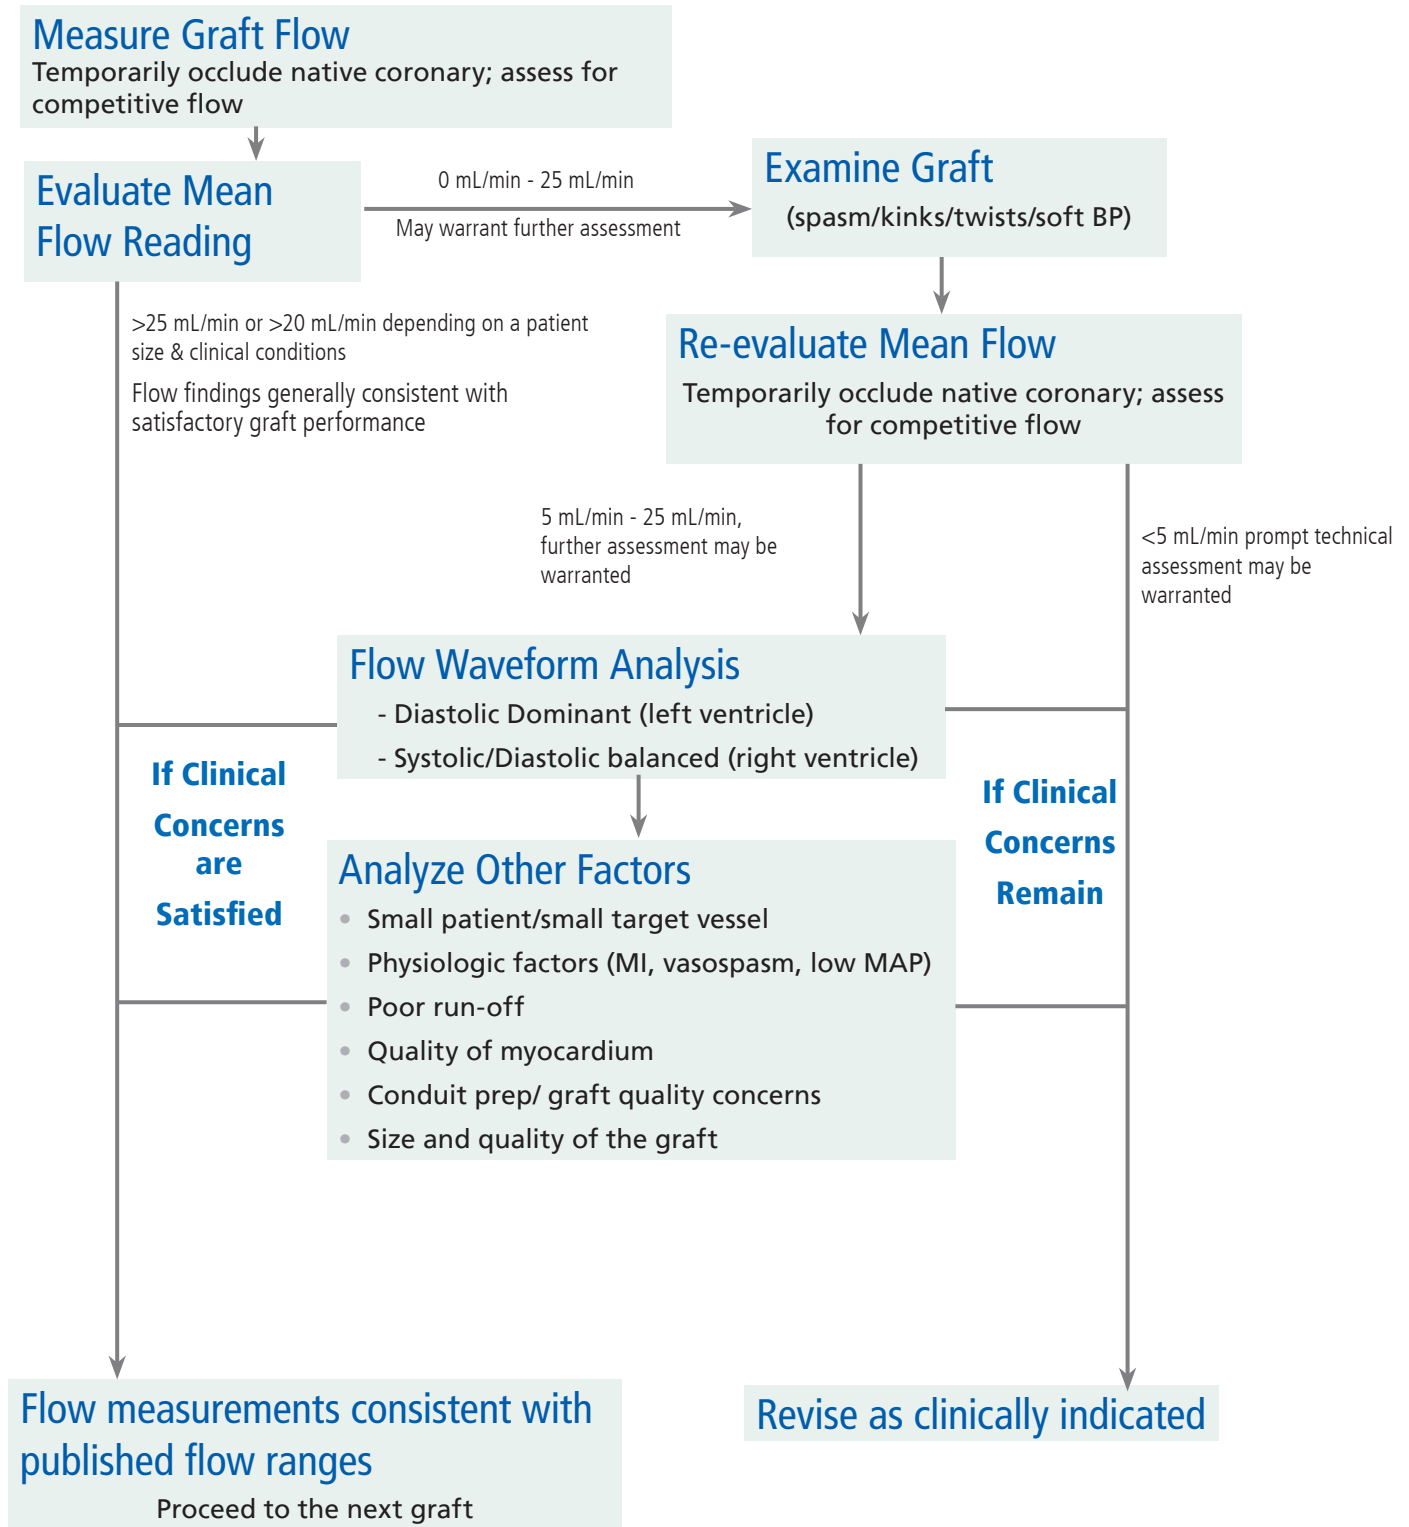 Measure Graft Flow
Temporarily occlude native coronary; assess for
competitive flow
Evaluate Mean
Flow Reading
0 mL/min - 25 mL/min
May warrant further assessment
Examine Graft
(spasm/kinks/twists/soft BP)
>25 mL/min or >20 mL/min depending on a patient
size & clinical conditions
Flow findings generally consistent with
satisfactory graft performance
Re-evaluate Mean Flow
Temporarily occlude native coronary; assess
for competitive flow
5 mL/min - 25 mL/min,
further assessment may be
warranted
<5 mL/min prompt technical
assessment may be
warranted
Flow Waveform Analysis
- Diastolic Dominant (left ventricle)
- Systolic/Diastolic balanced (right ventricle)
If Clinical
Concerns
are
Satisfied
If Clinical
Concerns
Remain
Analyze Other Factors
• Small patient/small target vessel
• Physiologic factors (MI, vasospasm, low MAP)
• Poor run-off
• Quality of myocardium
• Conduit prep/ graft quality concerns
• Size and quality of the graft
Flow measurements consistent with
published flow ranges
Proceed to the next graft
Revise as clinically indicated